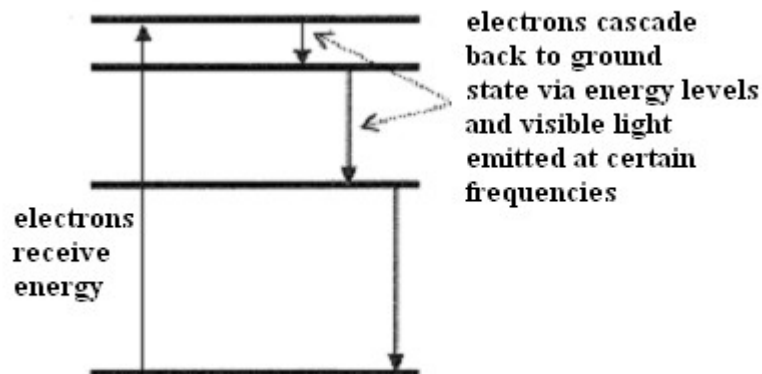 electrons cascade
back to ground
state via energy levels
and visible light
emitted at certain
frequencies
electrons
receive
energy